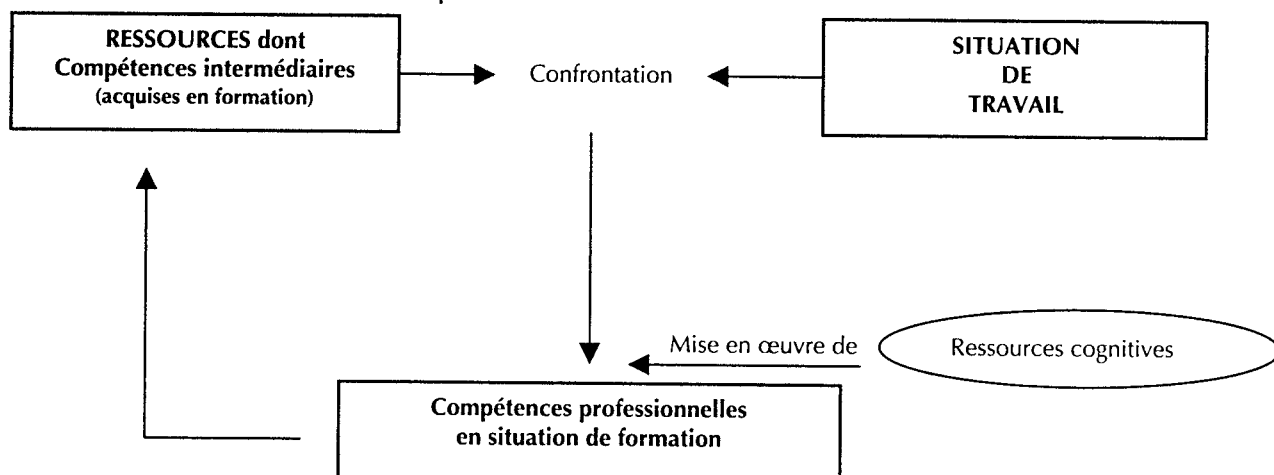 RESSOURCES dont
Compétences intermédiaires
(acquises en formation)
Confrontation
SITUATION
DE
TRAVAIL
Mise en œuvre de
Ressources cognitives
Compétences professionnelles
en situation de formation